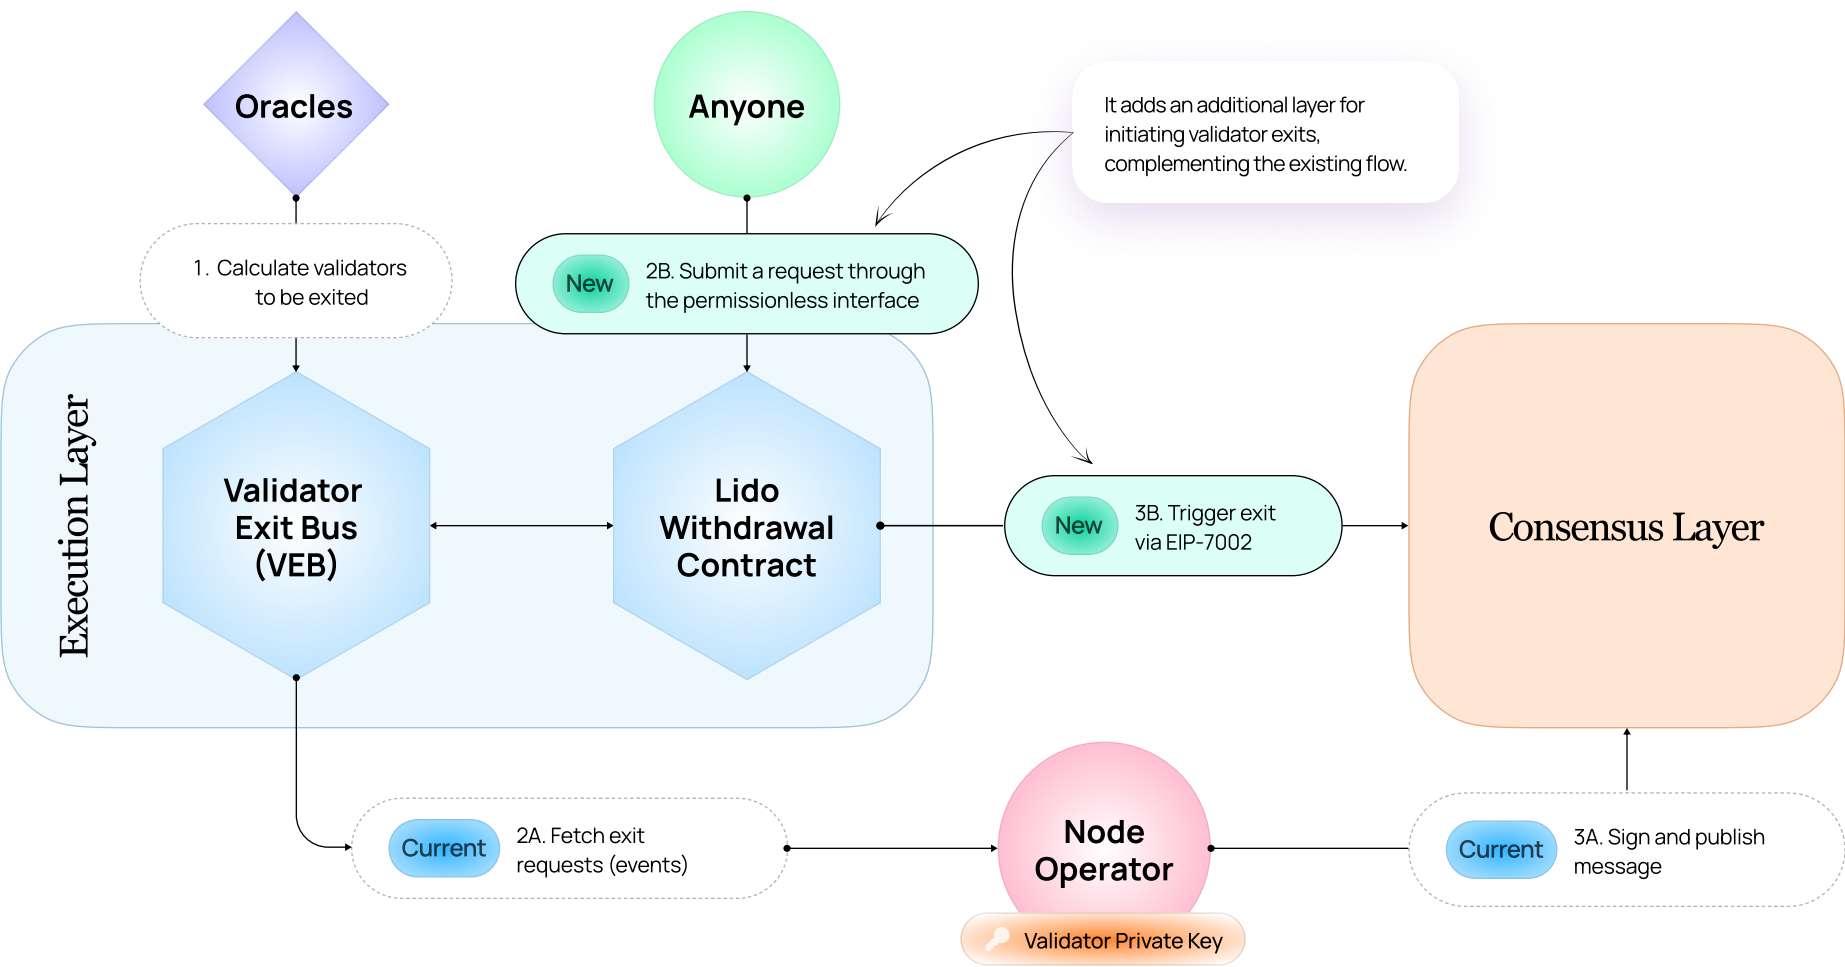 Oracles
Anyone
It adds an additional layer for
initiating validator exits,
complementing the existing flow.
1. Calculate validators
to be exited
New
2B. Submit a request through
the permissionless interface
Execution Layer
Validator
Exit Bus
(VEB)
Lido
Withdrawal
Contract
New
3B. Trigger exit
via EIP-7002
Consensus Layer
Current
2A. Fetch exit
requests (events)
Node
Operator
Validator Private Key
Current
3A. Sign and publish
message